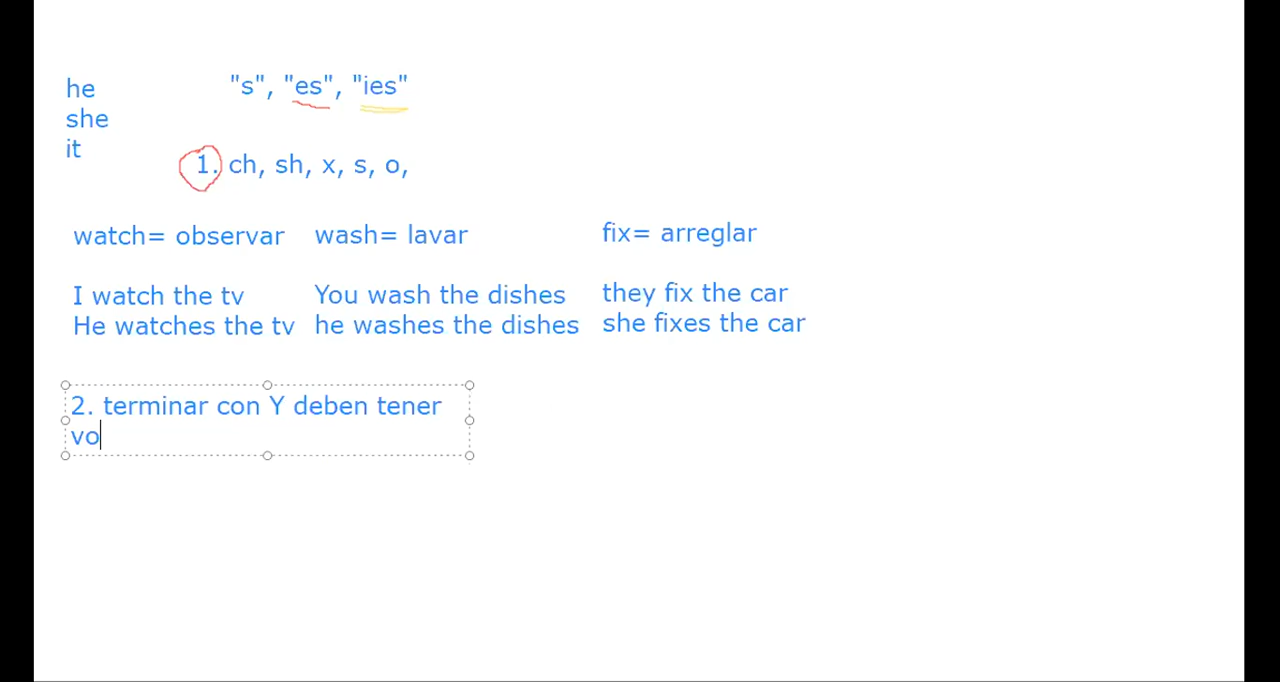 he
she
it
"s", "es", "ies"
1. ch, sh, x, s, o,
watch= observar
I watch the tv
He watches the tv
wash= lavar
You wash the dishes
he washes the dishes
fix= arreglar
they fix the car
she fixes the car
2. terminar con Y deben tener
vo